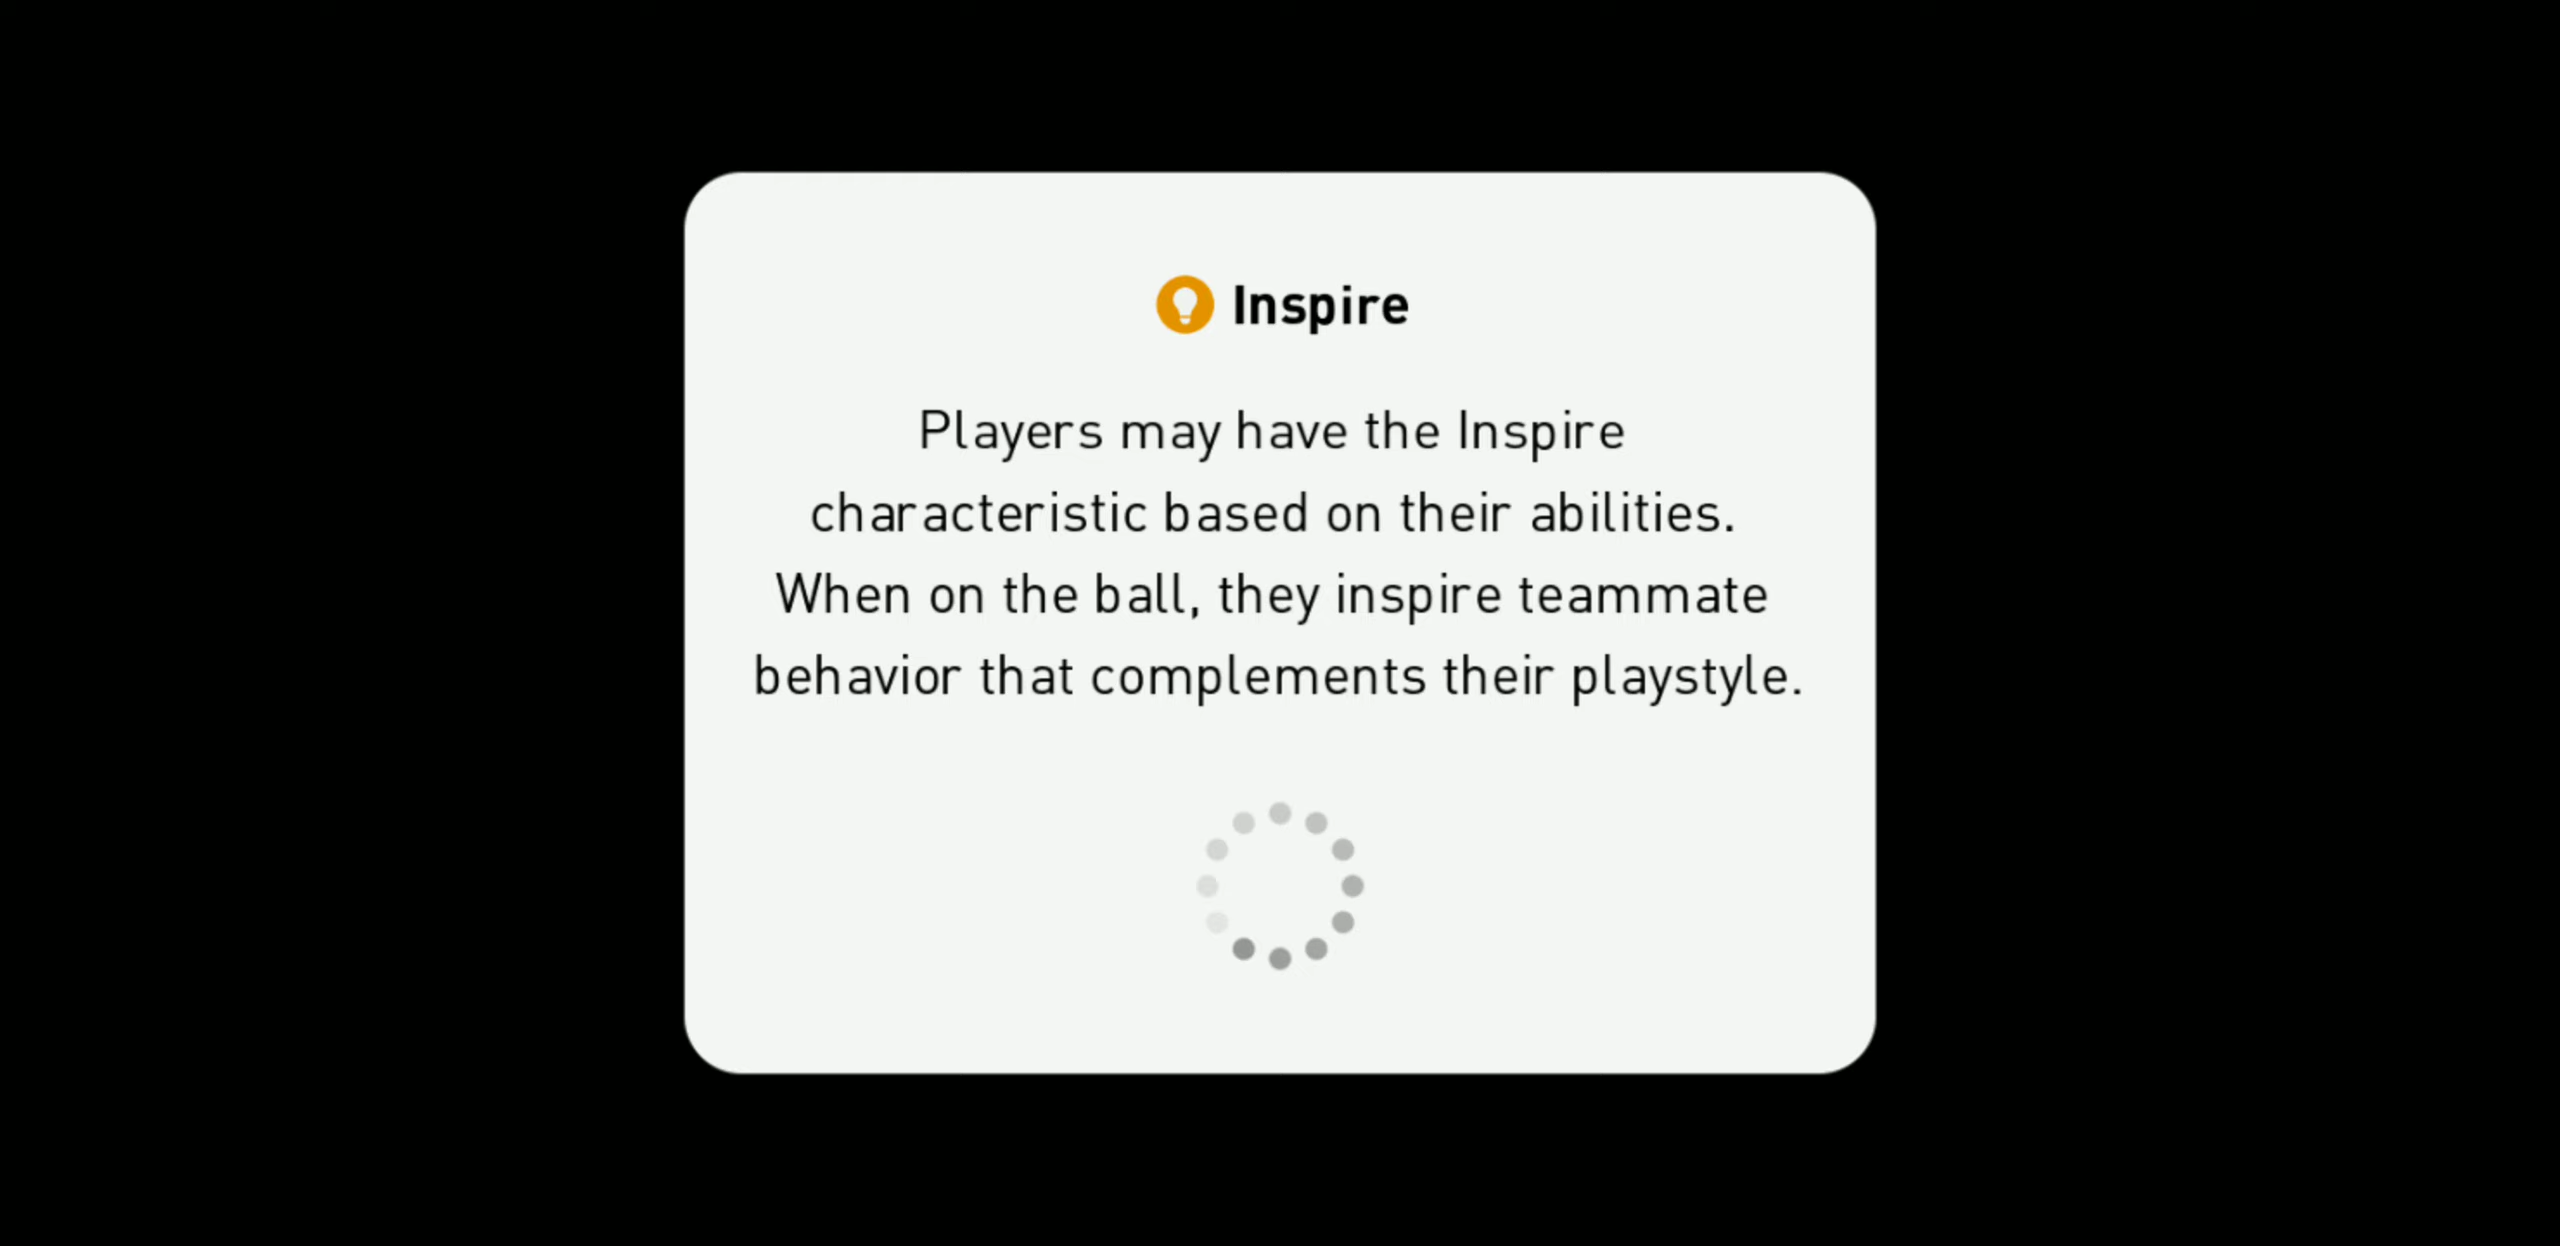 Inspire
Players may have the Inspire
characteristic based on their abilities.
When on the ball, they inspire teammate
behavior that complements their playstyle.